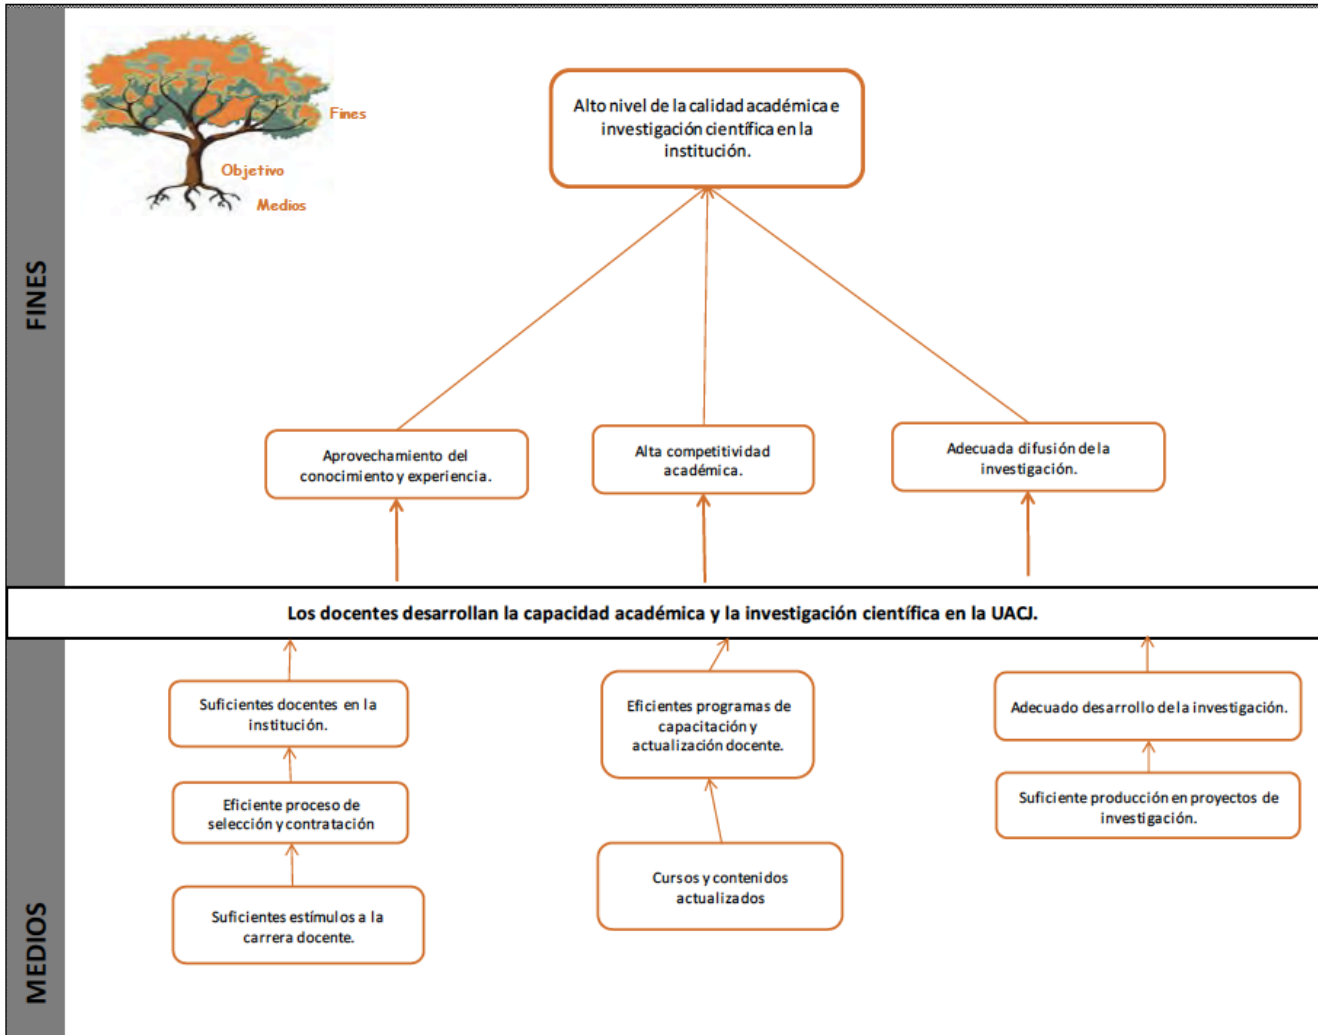 Fines
Objetivo
Medios
FINES
Alto nivel de la calidad académica e
investigación científica en la
institución.
Aprovechamiento del
conocimiento y experiencia.
Alta competitividad
académica.
Adecuada difusión de la
investigación.
Los docentes desarrollan la capacidad académica y la investigación científica en la UACJ.
MEDIOS
Suficientes docentes en la
institución.
Eficiente proceso de
selección y contratación
Suficientes estímulos a la
carrera docente.
Eficientes programas de
capacitación y
actualización docente.
Cursos y contenidos
actualizados
Adecuado desarrollo de la investigación.
Suficiente producción en proyectos de
investigación.